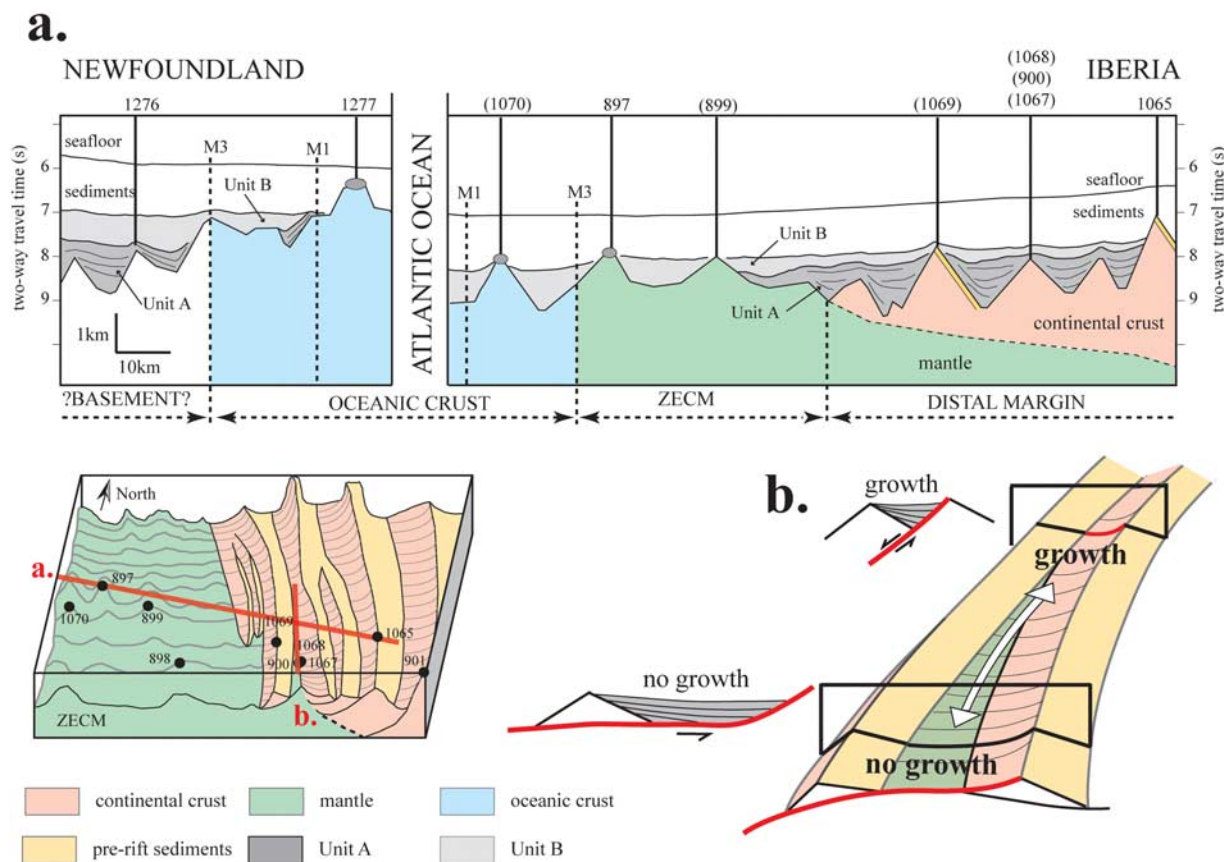 a.
NEWFOUNDLAND
IBERIA
(1068)
(900)
1276 1277 (1070) 897 (899) (1069) (1067) 1065
two-way travel time (s)
6
7
8
9
seafloor
sediments
M3
M1
Unit B
Unit A
1km
10km
ATLANTIC OCEAN
M1
M3
Unit B
Unit A
seafloor
sediments
continental crust
mantle
6
7
8
9
two-way travel time (s)
?BASEMENT? OCEANIC CRUST ZECM DISTAL MARGIN
North
a.
897
1070
899
1069
1065
1068
898
900
1067
901
ZECM
b.
b.
growth
growth
no growth
no growth
continental crust mantle oceanic crust
pre-rift sediments Unit A Unit B